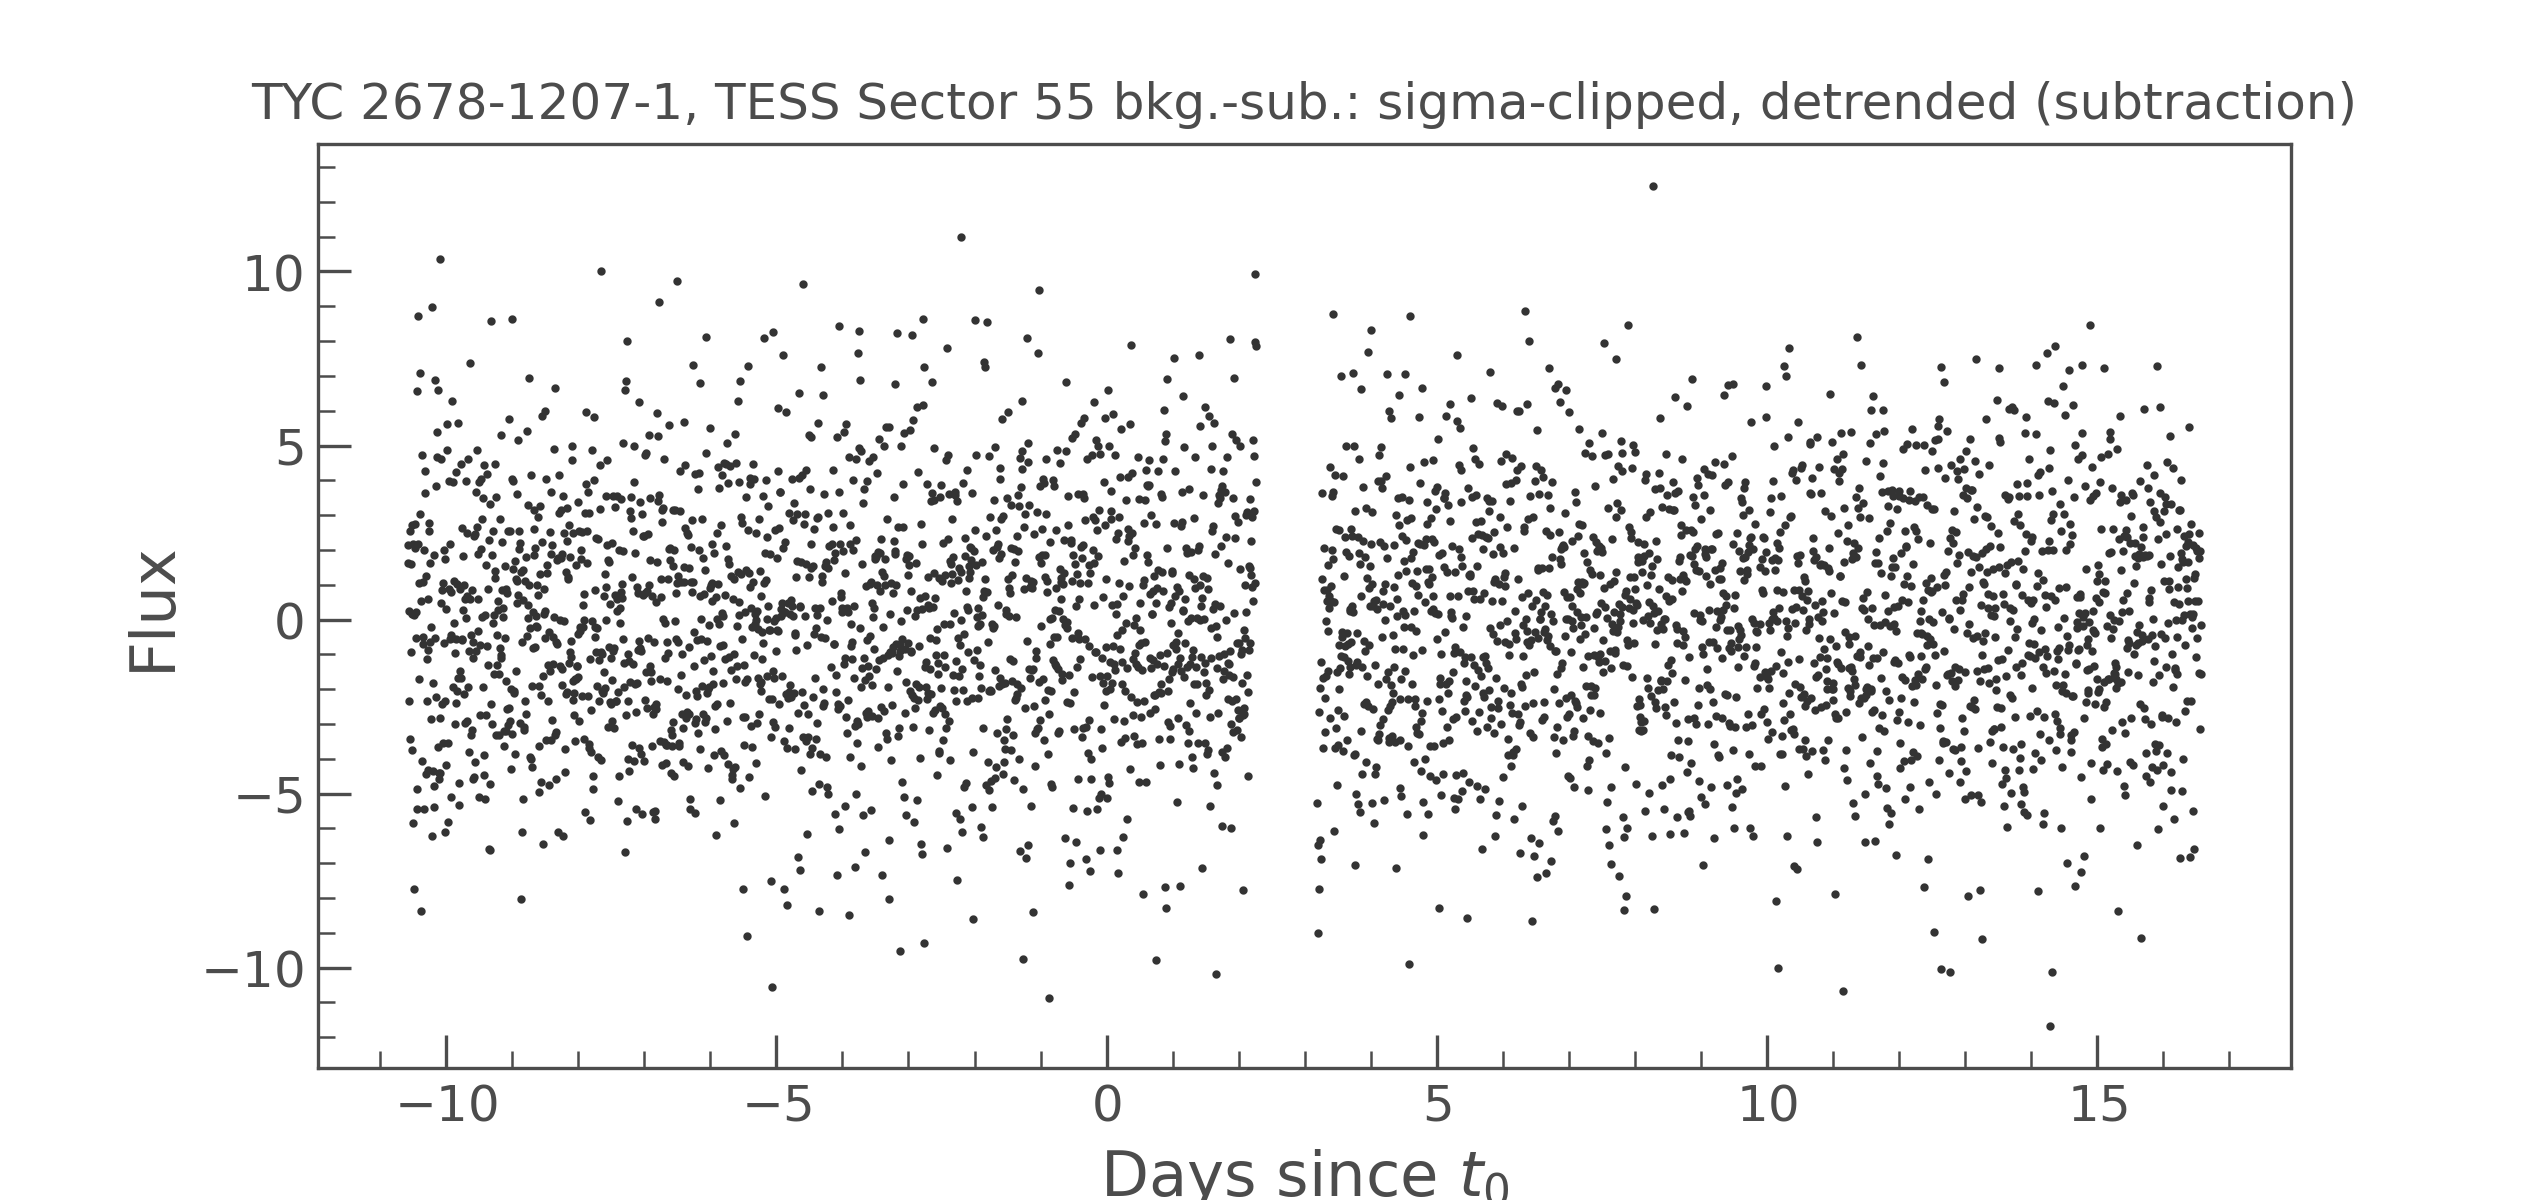 TYC 2678-1207-1, TESS Sector 55 bkg.-sub.: sigma-clipped, detrended (subtraction)
10
5
0
−5
−10
Flux
−10 −5 0 5 10 15
Days since t0